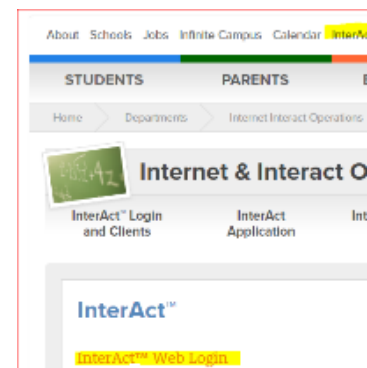 About Schools Jobs Infinite Campus Calendar
STUDENTS PARENTS
Home Departments Internet Interact Operations
Internet & Interact
InterAct™ Login
and Clients
InterAct
Application
InterAct™
InterAct™ Web Login